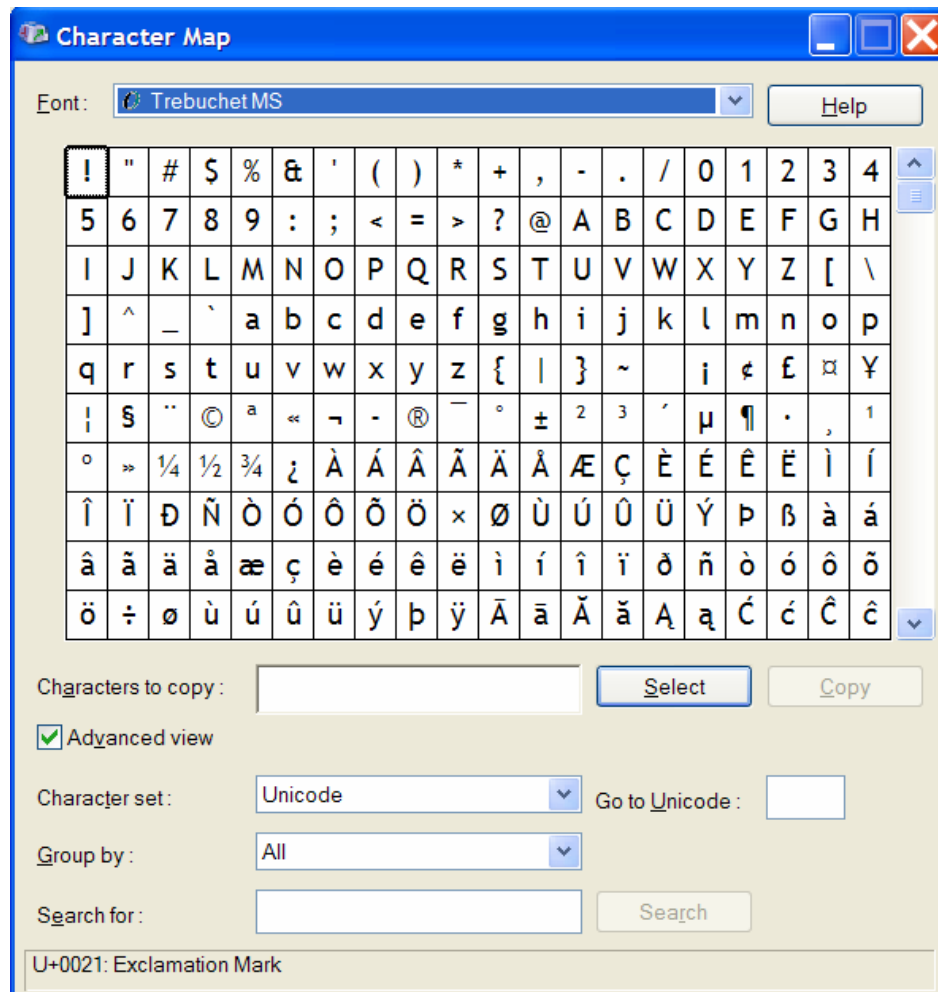 Character Map
Font: Trebuchet MS Help
! " # $ % & ' ( ) * + , - . / 0 1 2 3 4
5 6 7 8 9 : ; < = > ? @ A B C D E F G H
I J K L M N O P Q R S T U V W X Y Z [ \
] ^ _ ` a b c d e f g h i j k l m n o p
q r s t u v w x y z { | } ~ ¡ ¢ £ ¤ ¥
¦ § ¨ © ª « ¬ - ® ¯ ° ± ² ³ ´ µ ¶ · ¸ ¹
º » ¼ ½ ¾ ¿ À Á Â Ã Ä Å Æ Ç È É Ê Ë Ì Í
Î Ï Ð Ñ Ò Ó Ô Õ Ö × Ø Ù Ú Û Ü Ý Þ ß à á
â ã ä å æ ç è é ê ë ì í î ï ð ñ ò ó ô õ
ö ÷ ø ù ú û ü ý þ ÿ Ā ā Ă ă Ą ą Ć ć Ĉ ĉ
Characters to copy : Select Copy
Advanced view
Character set : Unicode Go to Unicode :
Group by : All
Search for : Search
U+0021: Exclamation Mark